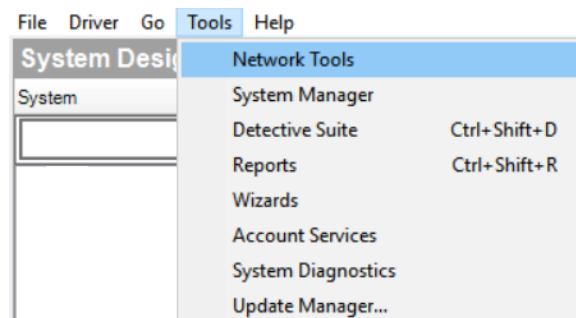 File Driver Go Tools Help
System Desi
Network Tools
System
System Manager
Detective Suite Ctrl+Shift+D
Reports Ctrl+Shift+R
Wizards
Account Services
System Diagnostics
Update Manager...